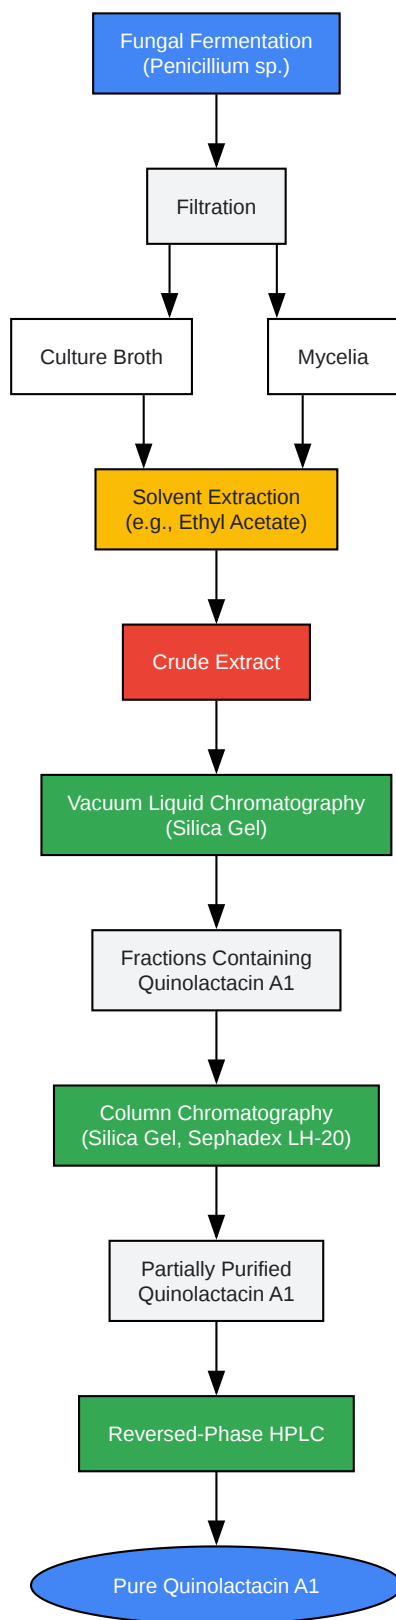 Fungal Fermentation
(Penicillium sp.)
Filtration
Culture Broth
Mycelia
Solvent Extraction
(e.g., Ethyl Acetate)
Crude Extract
Vacuum Liquid Chromatography
(Silica Gel)
Fractions Containing
Quinolactacin A1
Column Chromatography
(Silica Gel, Sephadex LH-20)
Partially Purified
Quinolactacin A1
Reversed-Phase HPLC
Pure Quinolactacin A1